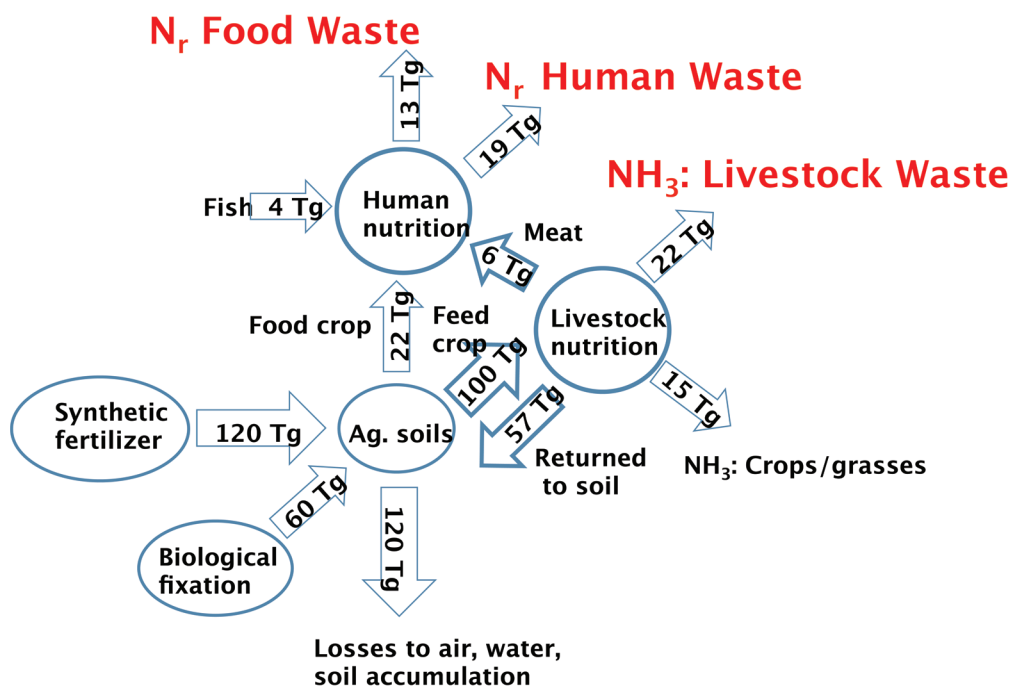 Nr Food Waste
13 Tg
Nr Human Waste
19 Tg
NH3: Livestock Waste
Fish 4 Tg
Human
nutrition
Meat
6 Tg
22 Tg
Food crop
22 Tg
Feed
crop
100 Tg
Livestock
nutrition
57 Tg
15 Tg
Synthetic
fertilizer
120 Tg
Ag. soils
Returned
to soil
NH3: Crops/grasses
60 Tg
120 Tg
Biological
fixation
Losses to air, water,
soil accumulation